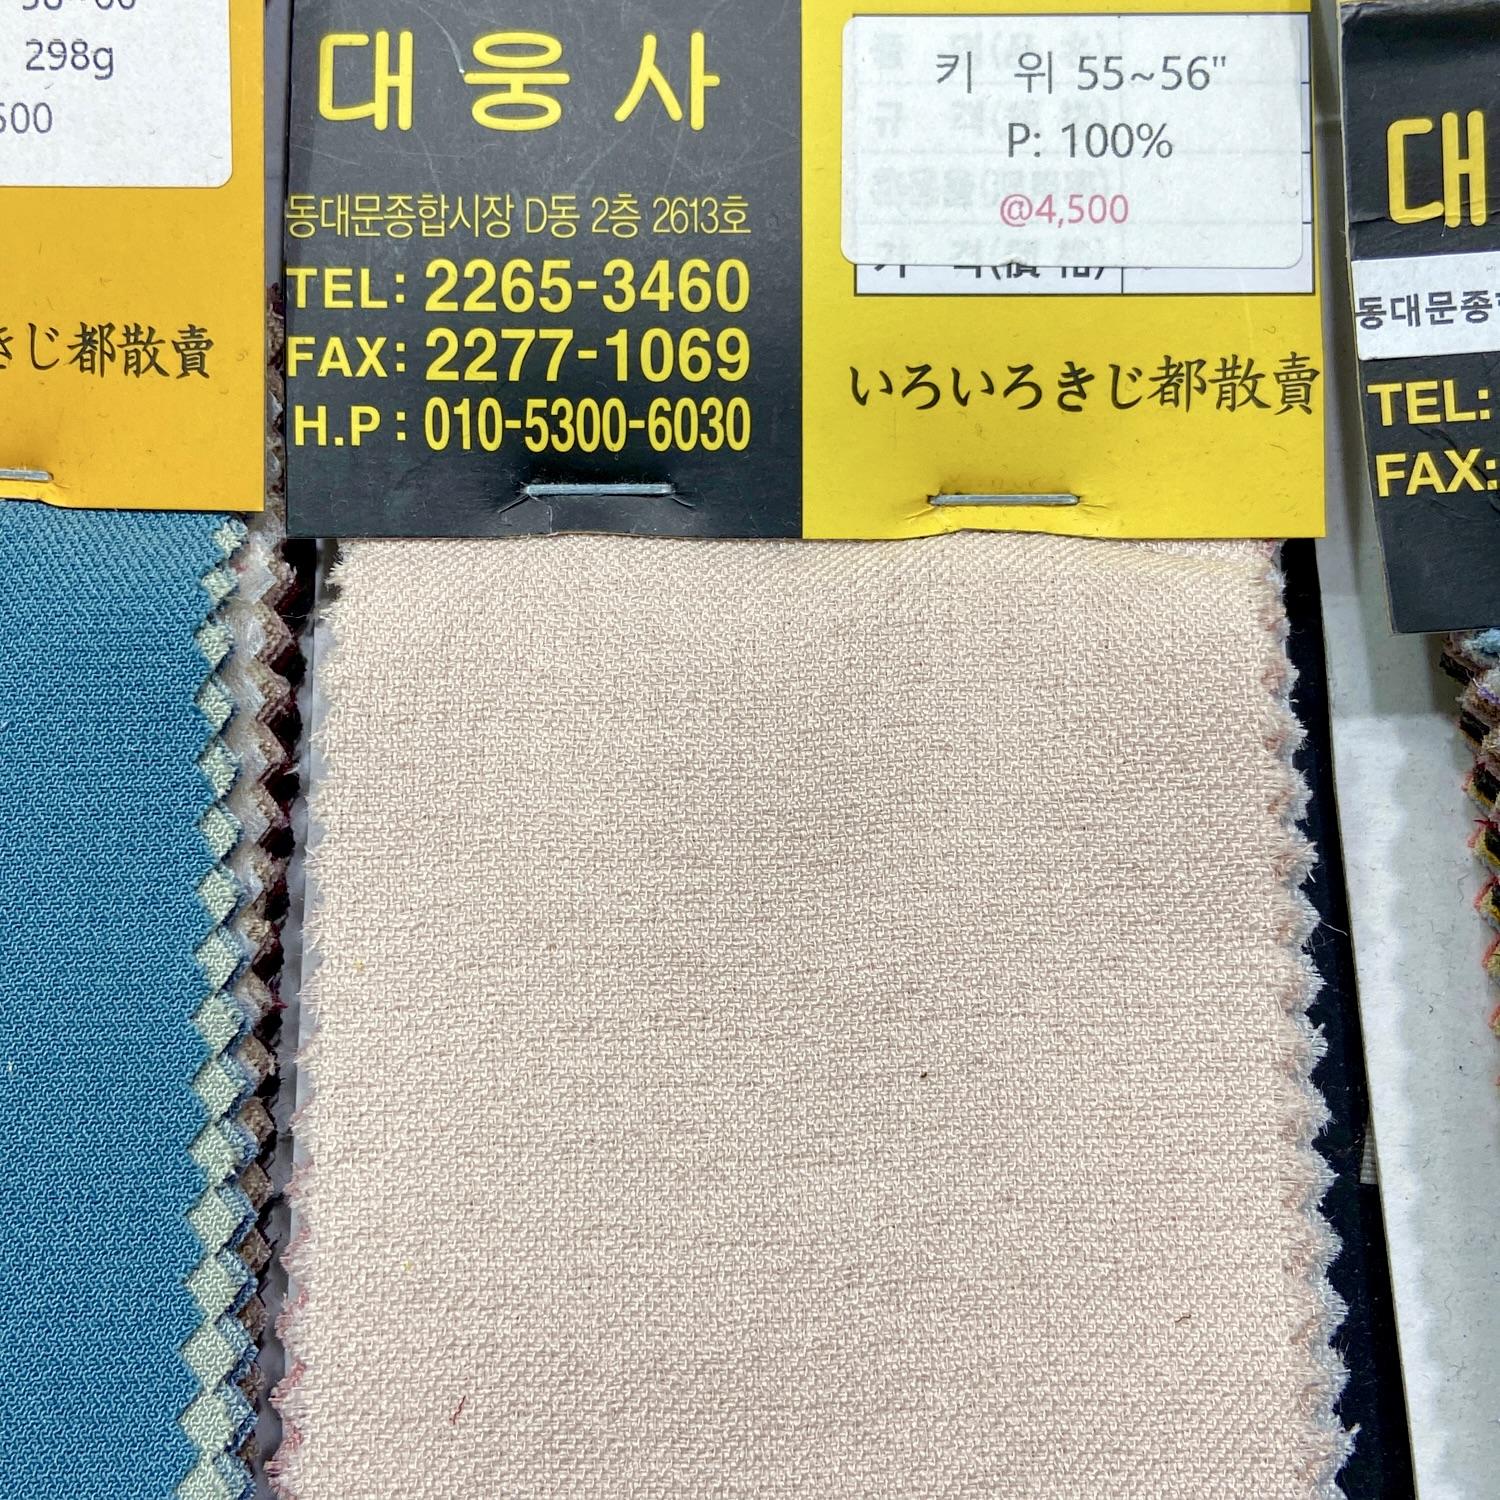 298g
대웅사
동대문종합시장 D동 2층 2613호
TEL: 2265-3460
FAX: 2277-1069
H.P: 010-5300-6030
키 위 55~56"
P: 100%
@4,500
いろいろきじ都散賣
きじ都散賣
대
동대문종
TEL:
FAX: